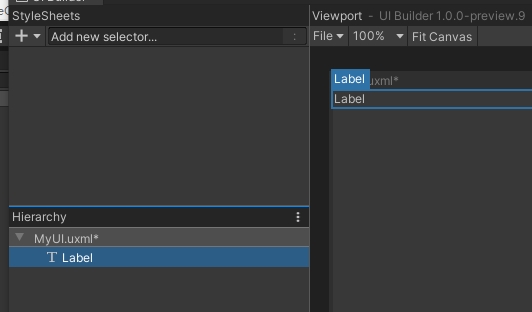 StyleSheets
Add new selector...
Hierarchy
MyUI.uxml*
Label
Viewport - UI Builder 1.0.0-preview.9
File 100% Fit Canvas
Label uxml*
Label